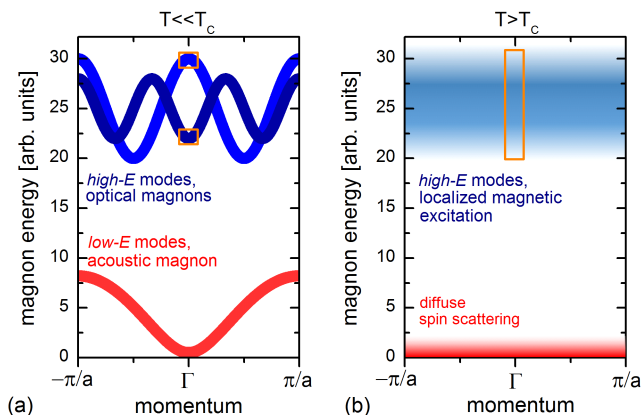 T<<T_C
magnon energy [arb. units]
30
25
20
15
10
5
0
high-E modes,
optical magnons
low-E modes,
acoustic magnon
−π/a
Γ
π/a
(a)
momentum
T>T_C
magnon energy [arb. units]
30
25
20
15
10
5
0
high-E modes,
localized magnetic
excitation
diffuse
spin scattering
−π/a
Γ
π/a
(b)
momentum